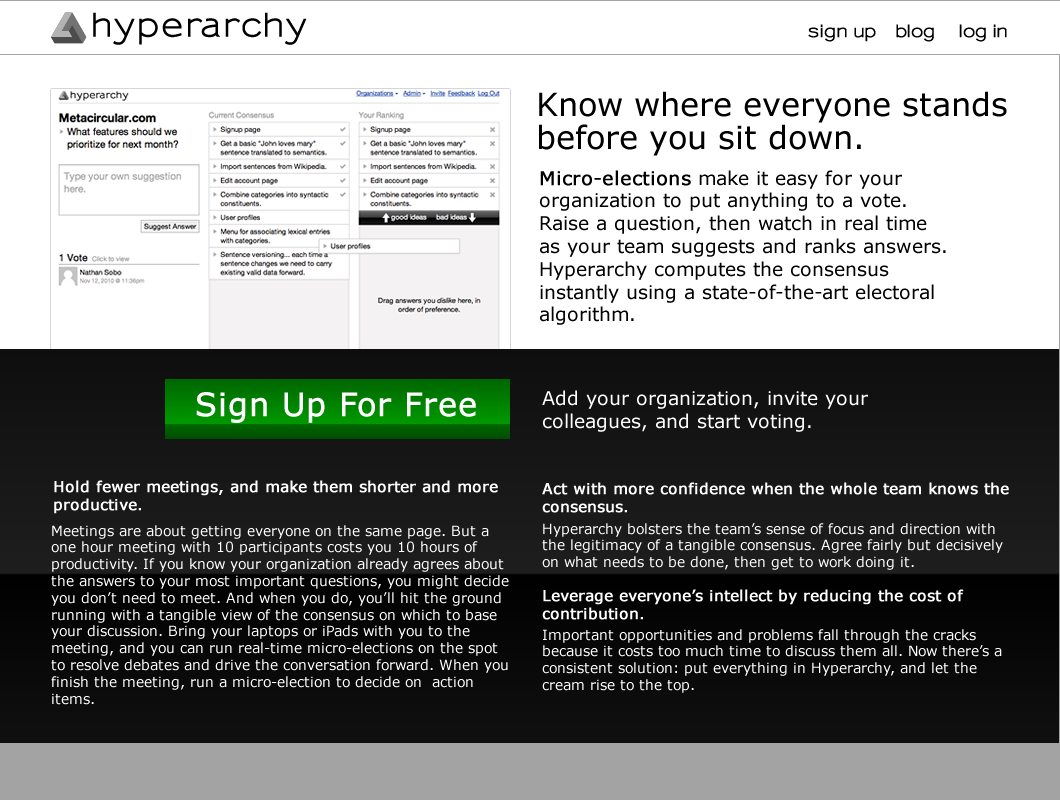 hyperarchy
sign up blog log in
hyperarchy
Organizations Admin Invite Feedback Log Out
Metacircular.com
What features should we
prioritize for next month?
Type your own suggestion
here.
Suggest Answer
1 Vote Click to view
Nathan Sobo
Nov 12, 2010 @ 11:36pm
Current Consensus
Signup page
Get a basic "John loves mary"
sentence translated to semantics.
Import sentences from Wikipedia.
Edit account page
Combine categories into syntactic
constituents.
User profiles
Menu for associating lexical entries
with categories.
Sentence versioning... each time a
sentence changes we need to carry
existing valid data forward.
Your Ranking
Signup page
Get a basic "John loves mary"
sentence translated to semantics.
Import sentences from Wikipedia.
Edit account page
Combine categories into syntactic
constituents.
good ideas bad ideas
User profiles
Drag answers you dislike here, in
order of preference.
Know where everyone stands
before you sit down.
Micro-elections make it easy for your
organization to put anything to a vote.
Raise a question, then watch in real time
as your team suggests and ranks answers.
Hyperarchy computes the consensus
instantly using a state-of-the-art electoral
algorithm.
Sign Up For Free
Add your organization, invite your
colleagues, and start voting.
Hold fewer meetings, and make them shorter and more
productive.
Meetings are about getting everyone on the same page. But a
one hour meeting with 10 participants costs you 10 hours of
productivity. If you know your organization already agrees about
the answers to your most important questions, you might decide
you don’t need to meet. And when you do, you’ll hit the ground
running with a tangible view of the consensus on which to base
your discussion. Bring your laptops or iPads with you to the
meeting, and you can run real-time micro-elections on the spot
to resolve debates and drive the conversation forward. When you
finish the meeting, run a micro-election to decide on action
items.
Act with more confidence when the whole team knows the
consensus.
Hyperarchy bolsters the team’s sense of focus and direction with
the legitimacy of a tangible consensus. Agree fairly but decisively
on what needs to be done, then get to work doing it.
Leverage everyone’s intellect by reducing the cost of
contribution.
Important opportunities and problems fall through the cracks
because it costs too much time to discuss them all. Now there’s a
consistent solution: put everything in Hyperarchy, and let the
cream rise to the top.